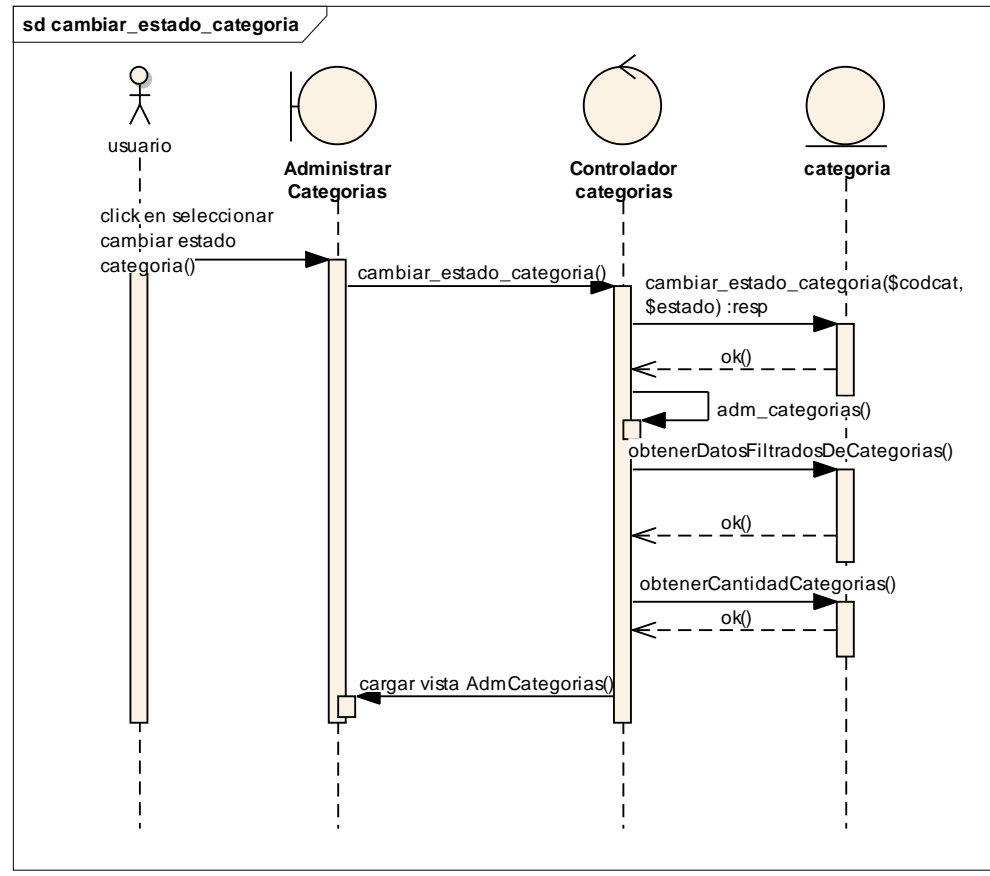 sd cambiar_estado_categoria
usuario
Administrar
Categorias
Controlador
categorias
categoria
click en seleccionar
cambiar estado
categoria()
cambiar_estado_categoria()
cambiar_estado_categoria($codcat,
$estado) :resp
ok()
adm_categorias()
obtenerDatosFiltradosDeCategorias()
ok()
obtenerCantidadCategorias()
ok()
cargar vista AdmCategorias()